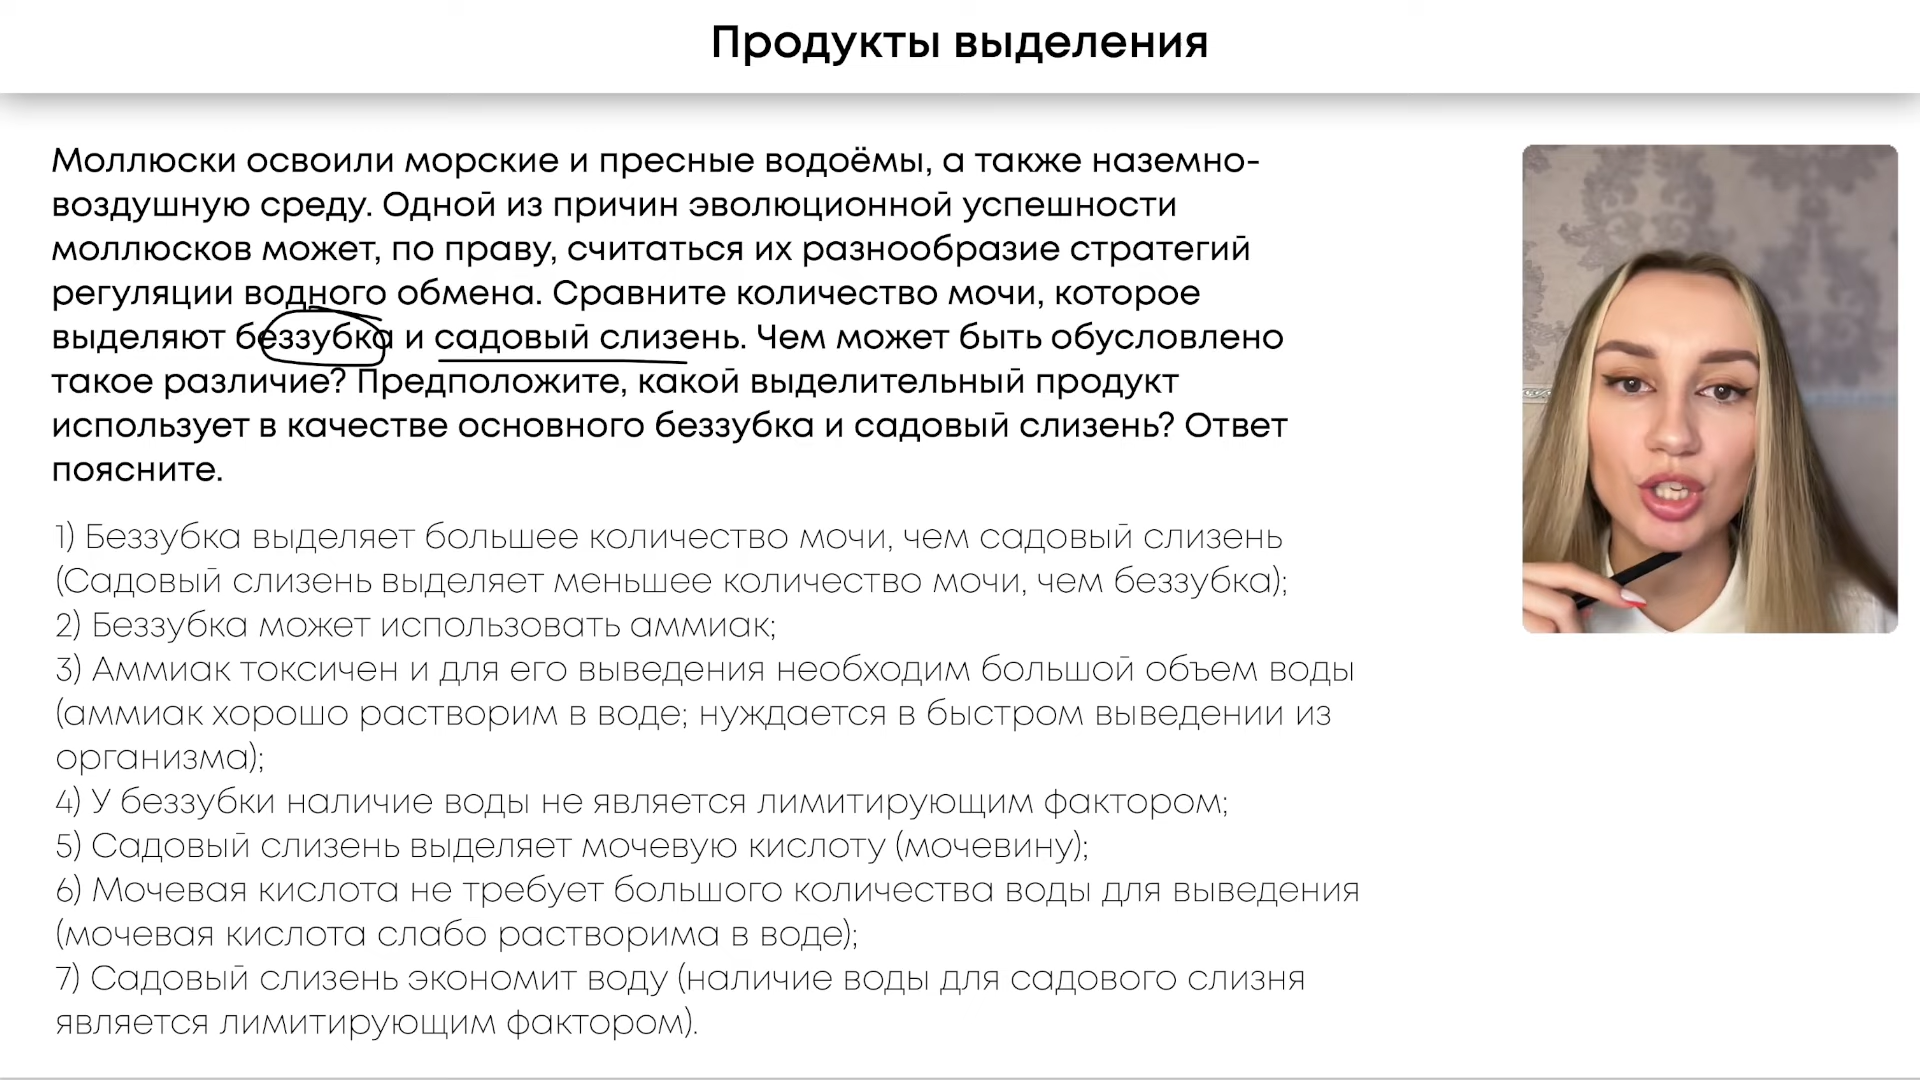 Продукты выделения
Моллюски освоили морские и пресные водоёмы, а также наземно-
воздушную среду. Одной из причин эволюционной успешности
моллюсков может, по праву, считаться их разнообразие стратегий
регуляции водного обмена. Сравните количество мочи, которое
выделяют беззубка и садовый слизень. Чем может быть обусловлено
такое различие? Предположите, какой выделительный продукт
использует в качестве основного беззубка и садовый слизень? Ответ
поясните.
1) Беззубка выделяет большее количество мочи, чем садовый слизень
(Садовый слизень выделяет меньшее количество мочи, чем беззубка);
2) Беззубка может использовать аммиак;
3) Аммиак токсичен и для его выведения необходим большой объем воды
(аммиак хорошо растворим в воде; нуждается в быстром выведении из
организма);
4) У беззубки наличие воды не является лимитирующим фактором;
5) Садовый слизень выделяет мочевую кислоту (мочевину);
6) Мочевая кислота не требует большого количества воды для выведения
(мочевая кислота слабо растворима в воде);
7) Садовый слизень экономит воду (наличие воды для садового слизня
является лимитирующим фактором).